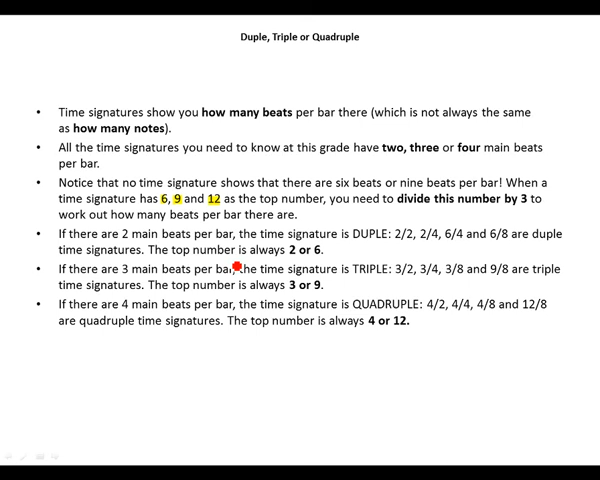 Duple, Triple or Quadruple
• Time signatures show you how many beats per bar there (which is not always the same
as how many notes).
• All the time signatures you need to know at this grade have two, three or four main beats
per bar.
• Notice that no time signature shows that there are six beats or nine beats per bar! When a
time signature has 6, 9 and 12 as the top number, you need to divide this number by 3 to
work out how many beats per bar there are.
• If there are 2 main beats per bar, the time signature is DUPLE: 2/2, 2/4, 6/4 and 6/8 are duple
time signatures. The top number is always 2 or 6.
• If there are 3 main beats per bar, the time signature is TRIPLE: 3/2, 3/4, 3/8 and 9/8 are triple
time signatures. The top number is always 3 or 9.
• If there are 4 main beats per bar, the time signature is QUADRUPLE: 4/2, 4/4, 4/8 and 12/8
are quadruple time signatures. The top number is always 4 or 12.